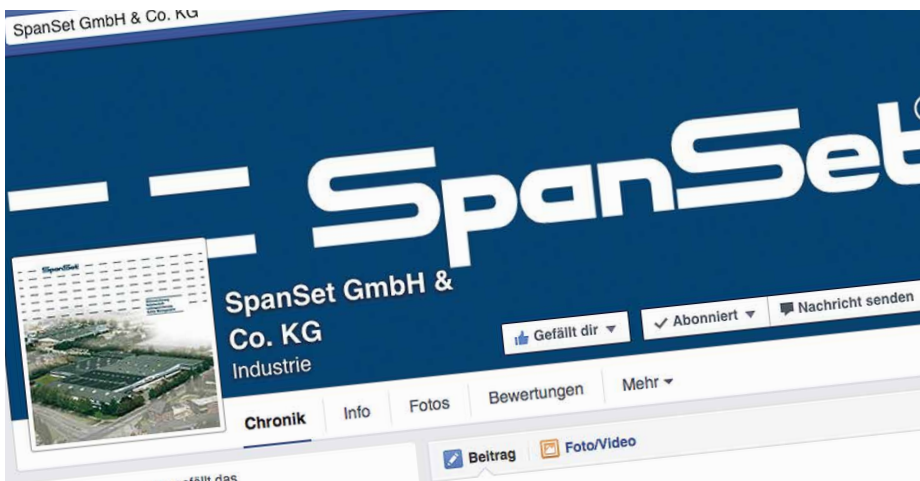 SpanSet GmbH & Co. KG
SpanSet
SpanSet
SpanSet GmbH &
Co. KG
Industrie
Gefällt dir
Abonniert
Nachricht senden
Chronik
Info
Fotos
Bewertungen
Mehr
Beitrag
Foto/Video
gefällt das